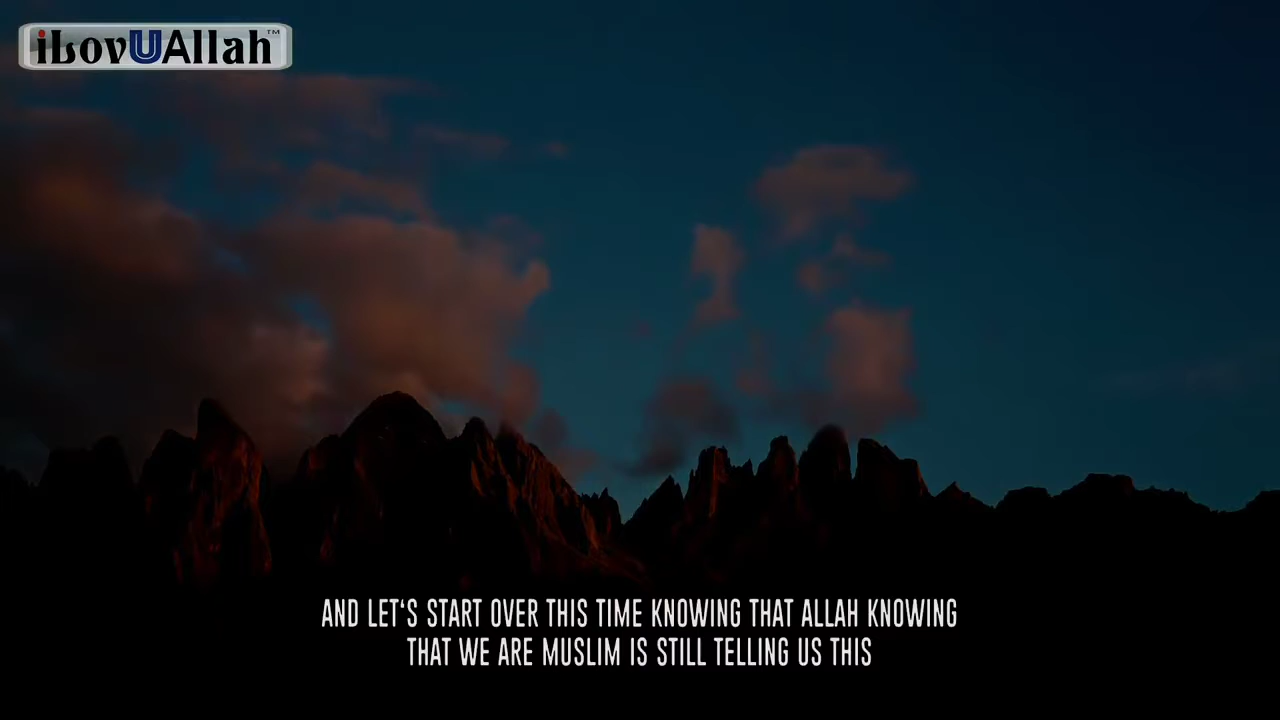 iLovUAllah™
AND LET'S START OVER THIS TIME KNOWING THAT ALLAH KNOWING
THAT WE ARE MUSLIM IS STILL TELLING US THIS